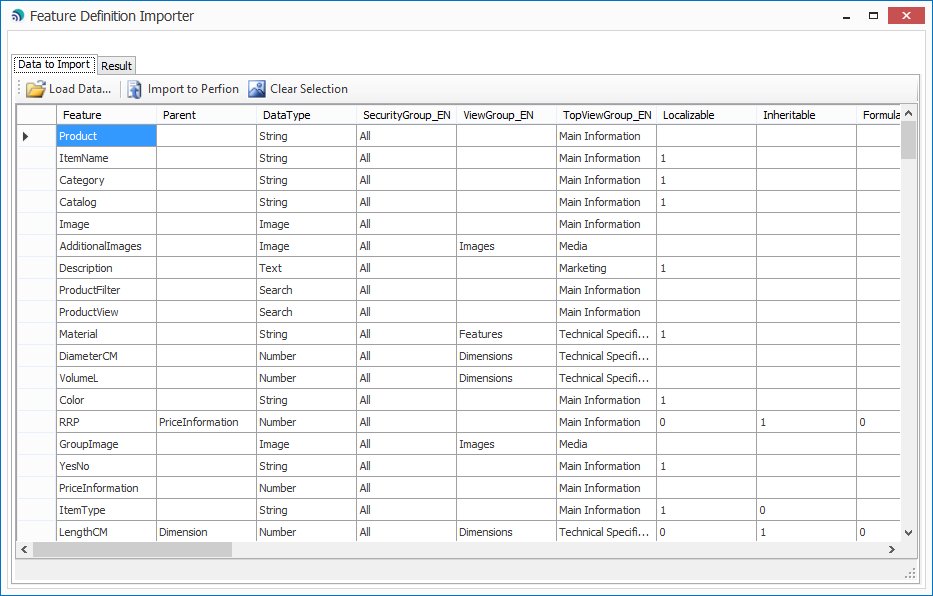 Feature Definition Importer
Data to Import Result
Load Data... Import to Perfion Clear Selection
Feature Parent DataType SecurityGroup_EN ViewGroup_EN TopViewGroup_EN Localizable Inheritable Formula
Product String All Main Information
ItemName String All Main Information 1
Category String All Main Information 1
Catalog String All Main Information 1
Image Image All Main Information
AdditionalImages Image All Images Media
Description Text All Marketing 1
ProductFilter Search All Main Information
ProductView Search All Main Information
Material String All Features Technical Specifi... 1
DiameterCM Number All Dimensions Technical Specifi...
VolumeL Number All Dimensions Technical Specifi...
Color String All Main Information 1
RRP PriceInformation Number All Main Information 0 1 0
GroupImage Image All Images Media
YesNo String All Main Information 1
PriceInformation Number All Main Information
ItemType String All Main Information 1 0
LengthCM Dimension Number All Dimensions Technical Specifi... 0 1 0